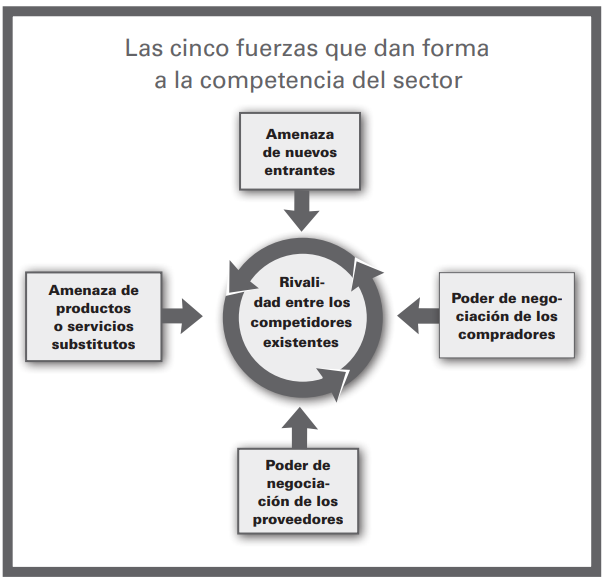 Las cinco fuerzas que dan forma
a la competencia del sector
Amenaza
de nuevos
entrantes
Amenaza de
productos
o servicios
substitutos
Rivali-
dad entre los
competidores
existentes
Poder de nego-
ciación de los
compradores
Poder de
negocia-
ción de los
proveedores